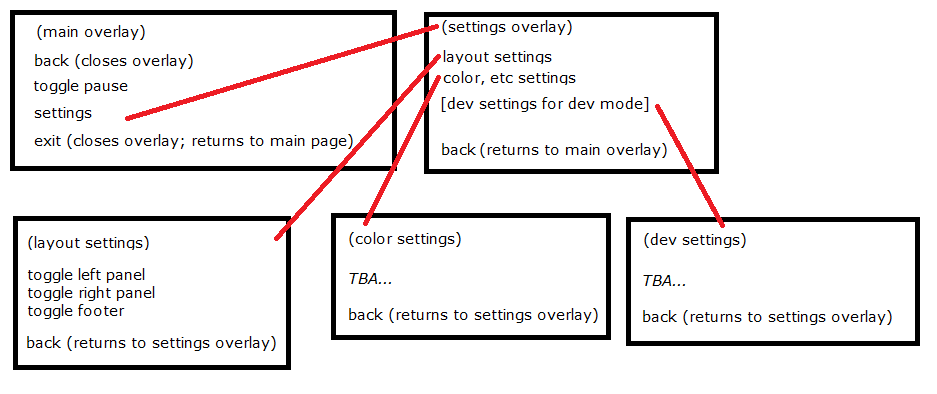 (main overlay)
back (closes overlay)
toggle pause
settings
exit (closes overlay; returns to main page)
(settings overlay)
layout settings
color, etc settings
[dev settings for dev mode]
back (returns to main overlay)
(layout settings)
toggle left panel
toggle right panel
toggle footer
back (returns to settings overlay)
(color settings)
TBA...
back (returns to settings overlay)
(dev settings)
TBA...
back (returns to settings overlay)